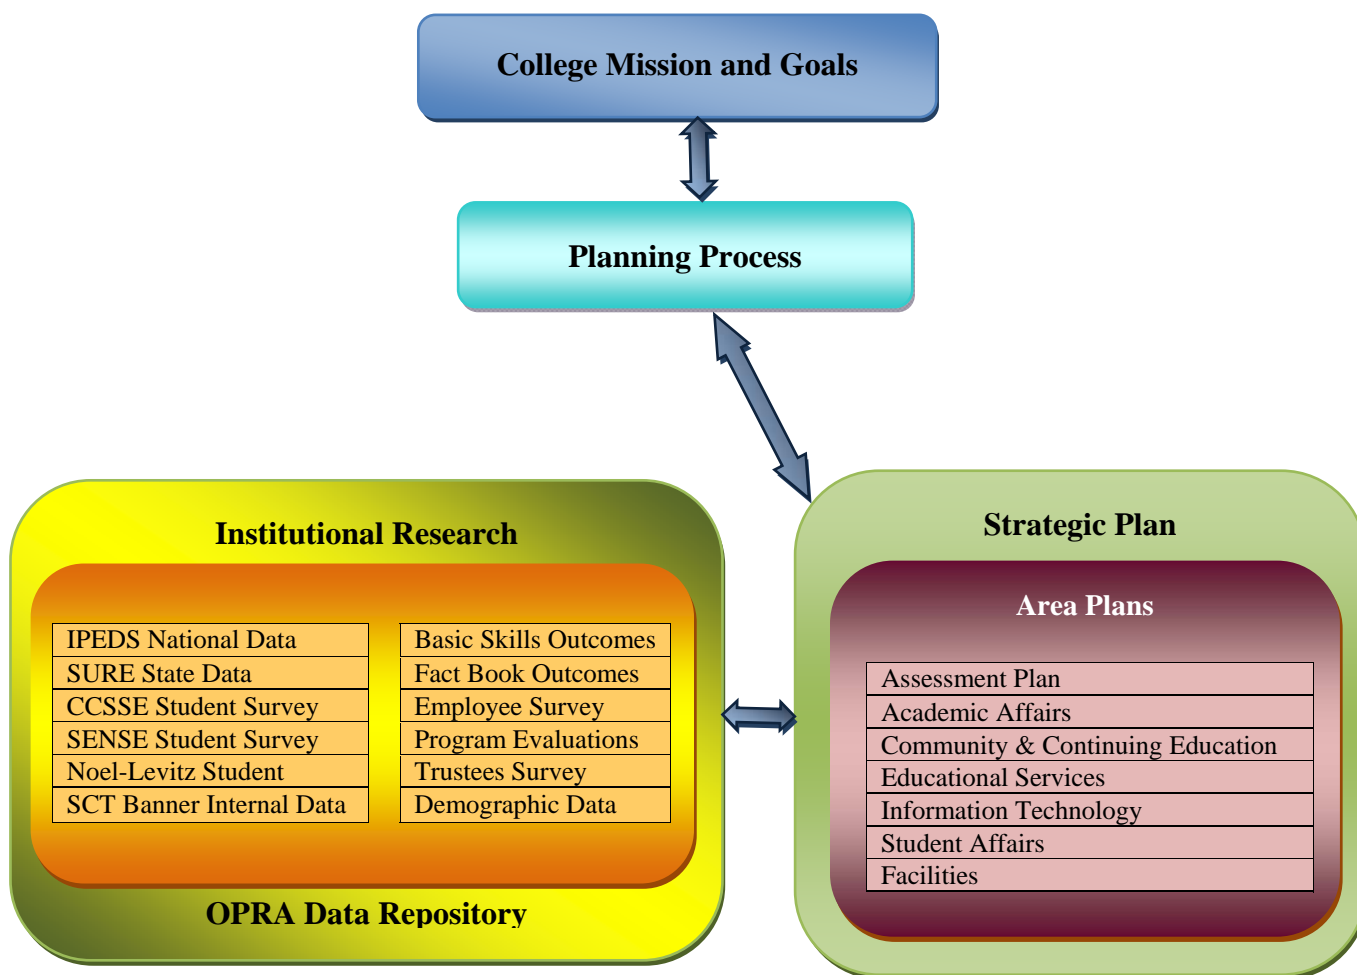 College Mission and Goals
Planning Process
Institutional Research
IPEDS National Data
SURE State Data
CCSSE Student Survey
SENSE Student Survey
Noel-Levitz Student
SCT Banner Internal Data
Basic Skills Outcomes
Fact Book Outcomes
Employee Survey
Program Evaluations
Trustees Survey
Demographic Data
OPRA Data Repository
Strategic Plan
Area Plans
Assessment Plan
Academic Affairs
Community & Continuing Education
Educational Services
Information Technology
Student Affairs
Facilities